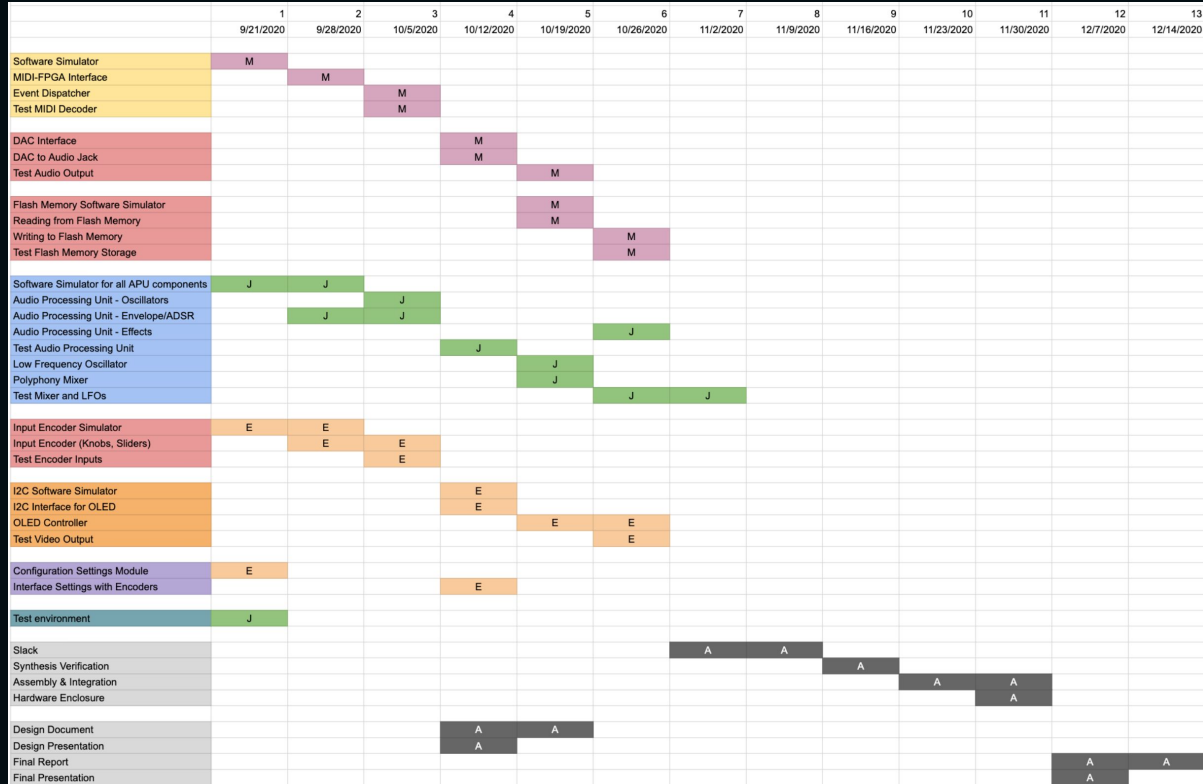 1 2 3 4 5 6 7 8 9 10 11 12 13
9/21/2020 9/28/2020 10/5/2020 10/12/2020 10/19/2020 10/26/2020 11/2/2020 11/9/2020 11/16/2020 11/23/2020 11/30/2020 12/7/2020 12/14/2020
Software Simulator M
MIDI-FPGA Interface M
Event Dispatcher M
Test MIDI Decoder M
DAC Interface M
DAC to Audio Jack M
Test Audio Output M
Flash Memory Software Simulator M
Reading from Flash Memory M
Writing to Flash Memory M
Test Flash Memory Storage M
Software Simulator for all APU components J J
Audio Processing Unit - Oscillators J
Audio Processing Unit - Envelope/ADSR J J
Audio Processing Unit - Effects J
Test Audio Processing Unit J
Low Frequency Oscillator J
Polyphony Mixer J
Test Mixer and LFOs J J
Input Encoder Simulator E E
Input Encoder (Knobs, Sliders) E E
Test Encoder Inputs E
I2C Software Simulator E
I2C Interface for OLED E
OLED Controller E E
Test Video Output E
Configuration Settings Module E
Interface Settings with Encoders E
Test environment J
Slack A A
Synthesis Verification A
Assembly & Integration A A
Hardware Enclosure A
Design Document A A
Design Presentation A
Final Report A A
Final Presentation A